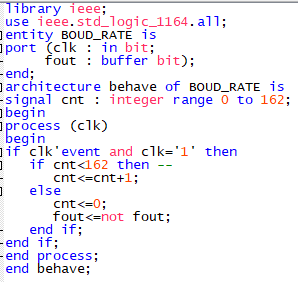 library ieee;
use ieee.std_logic_1164.all;
entity BOUD_RATE is
port (clk : in bit;
fout : buffer bit);
end;
architecture behave of BOUD_RATE is
signal cnt : integer range 0 to 162;
begin
process (clk)
begin
if clk'event and clk='1' then
if cnt<162 then --
cnt<=cnt+1;
else
cnt<=0;
fout<=not fout;
end if;
end if;
end process;
end behave;